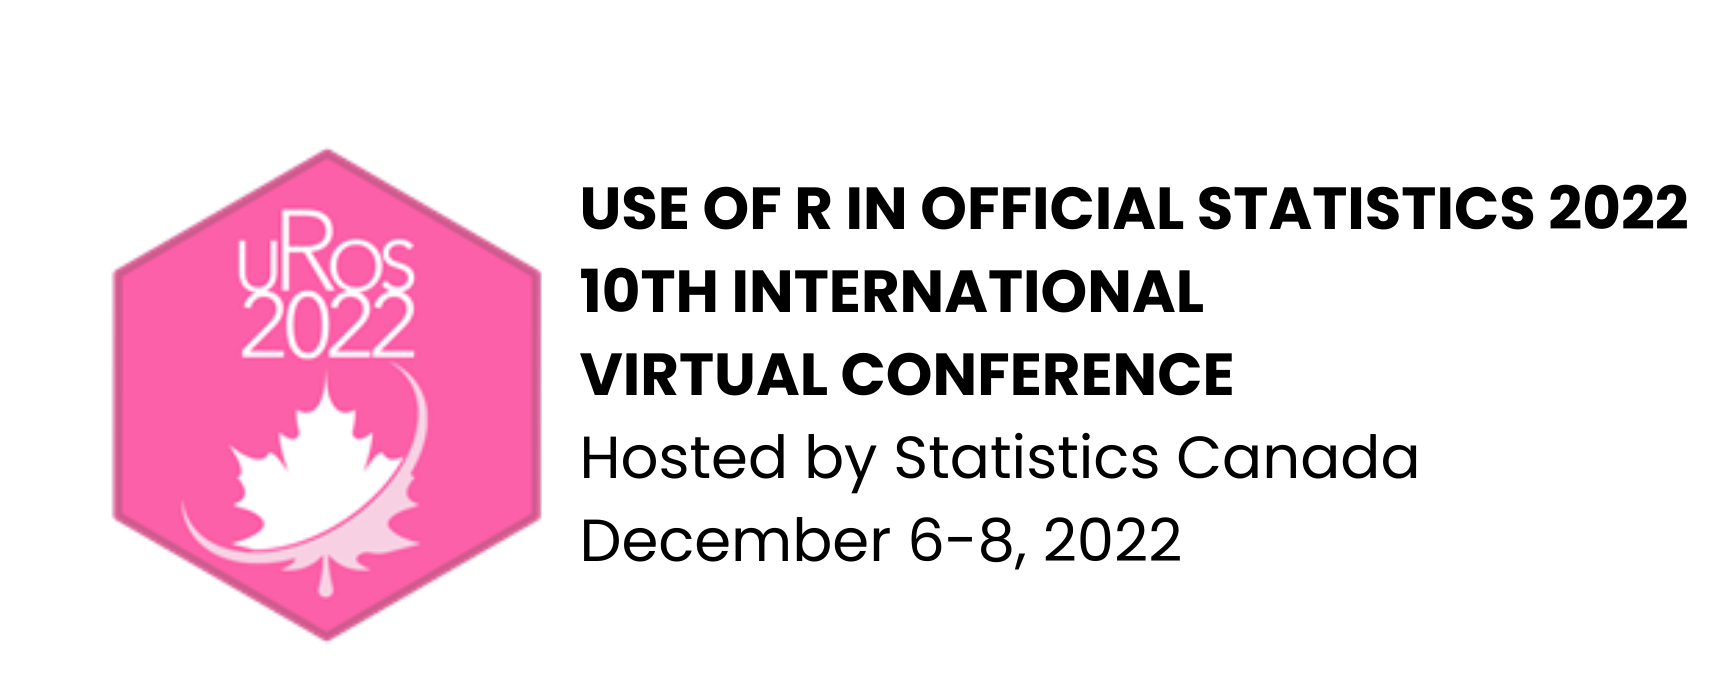 uRos
2022
USE OF R IN OFFICIAL STATISTICS 2022
10TH INTERNATIONAL
VIRTUAL CONFERENCE
Hosted by Statistics Canada
December 6-8, 2022